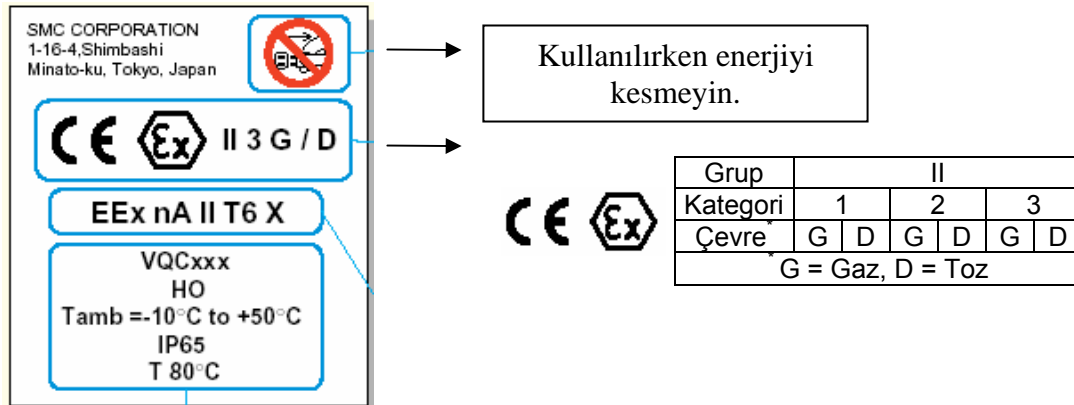 SMC CORPORATION
1-16-4,Shimbashi
Minato-ku, Tokyo, Japan
CE Ex II 3 G / D
EEx nA II T6 X
VQCxxx
HO
Tamb =-10°C to +50°C
IP65
T 80°C
Kullanılırken enerjiyi
kesmeyin.
CE Ex
Grup II
Kategori 1 2 3
Çevre* G D G D G D
*G = Gaz, D = Toz